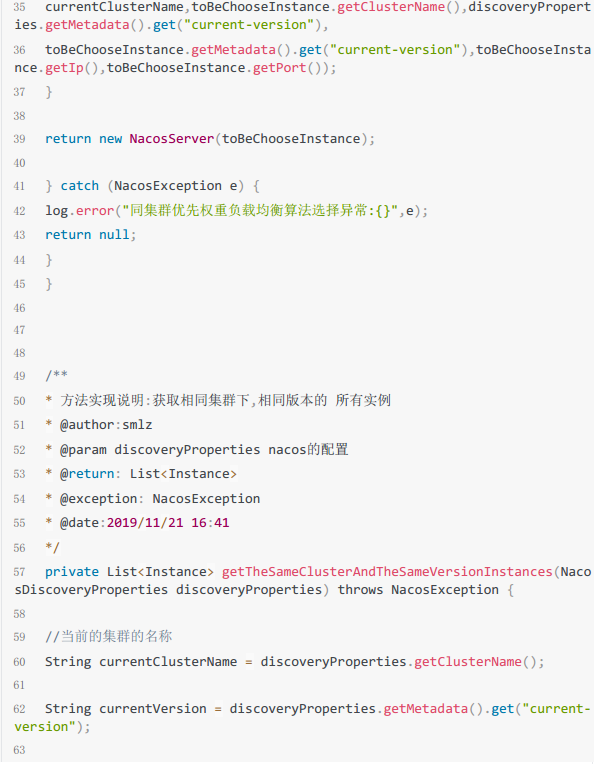 35 currentClusterName,toBeChooseInstance.getClusterName(),discoveryPropert
ies.getMetadata().get("current-version"),
36 toBeChooseInstance.getMetadata().get("current-version"),toBeChooseInsta
nce.getIp(),toBeChooseInstance.getPort());
37 }
38
39 return new NacosServer(toBeChooseInstance);
40
41 } catch (NacosException e) {
42 log.error("同集群优先权重负载均衡算法选择异常:{}",e);
43 return null;
44 }
45 }
46
47
48
49 /**
50 * 方法实现说明:获取相同集群下,相同版本的 所有实例
51 * @author:smlz
52 * @param discoveryProperties nacos的配置
53 * @return: List<Instance>
54 * @exception: NacosException
55 * @date:2019/11/21 16:41
56 */
57 private List<Instance> getTheSameClusterAndTheSameVersionInstances(Naco
sDiscoveryProperties discoveryProperties) throws NacosException {
58
59 //当前的集群的名称
60 String currentClusterName = discoveryProperties.getClusterName();
61
62 String currentVersion = discoveryProperties.getMetadata().get("current-
version");
63